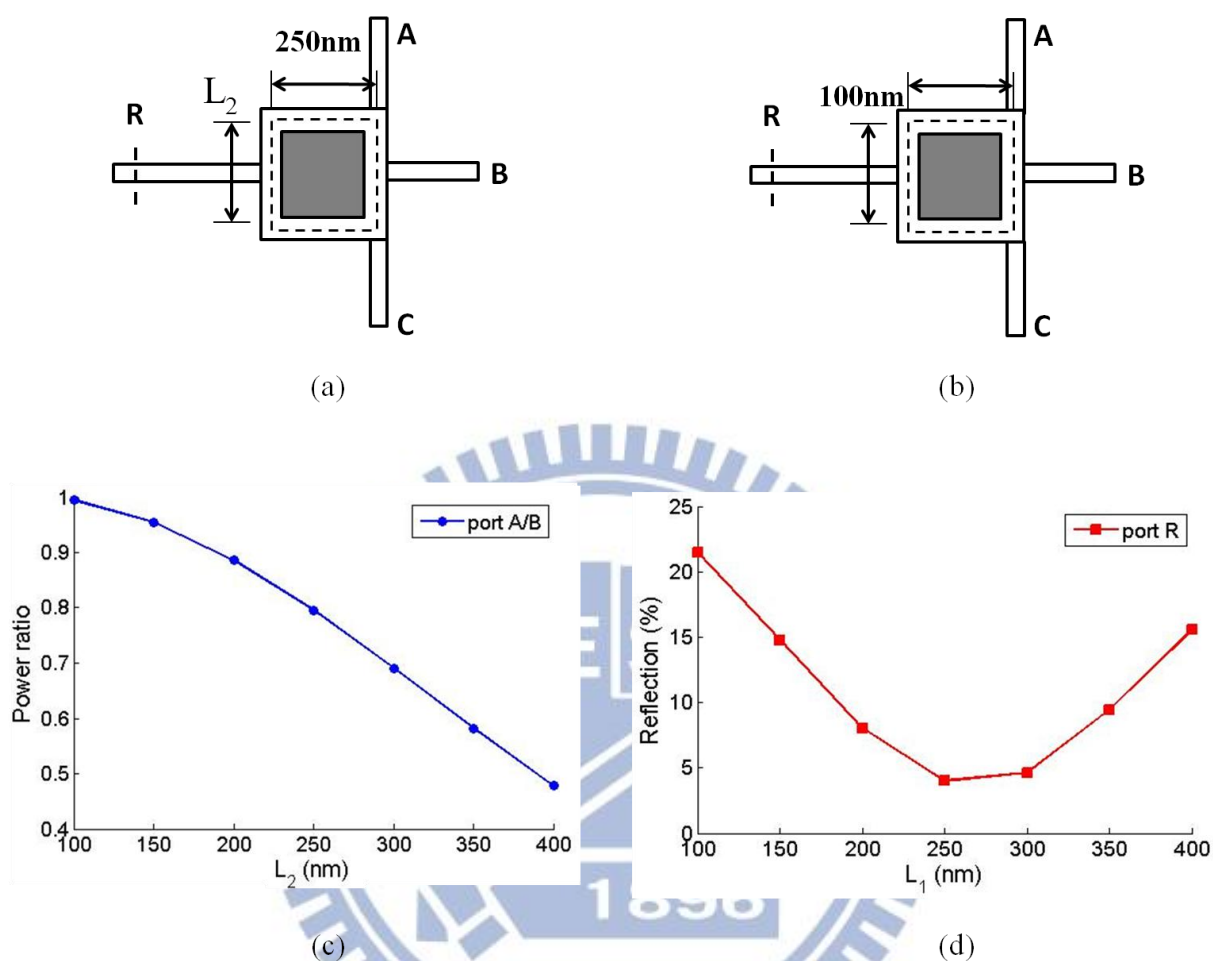 250nm
A
L2
R
B
C
(a)
100nm
A
R
B
C
(b)
1
0.9
0.8
0.7
0.6
0.5
0.4
Power ratio
port A/B
100 150 200 250 300 350 400
L2 (nm)
(c)
25
20
15
10
5
0
Reflection (%)
port R
100 150 200 250 300 350 400
L1 (nm)
(d)
1896